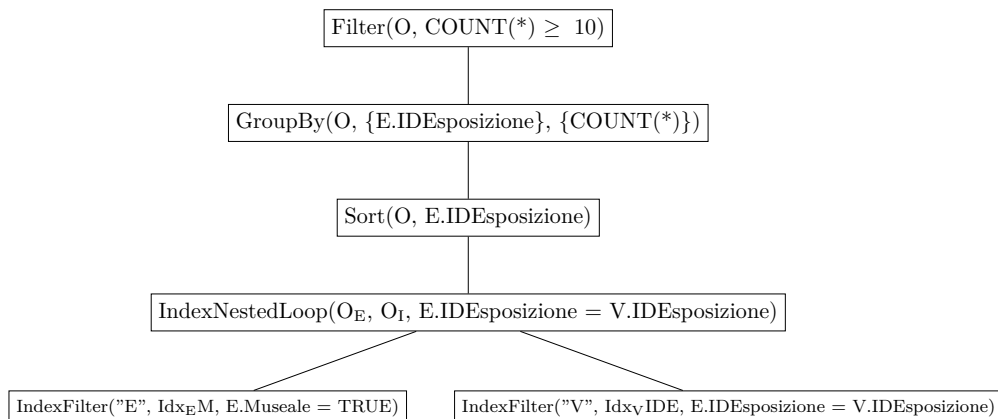 Filter(O, COUNT(*) ≥ 10)
GroupBy(O, {E.IDEsposizione}, {COUNT(*)})
Sort(O, E.IDEsposizione)
IndexNestedLoop(O_E, O_I, E.IDEsposizione = V.IDEsposizione)
IndexFilter("E", Idx_EM, E.Museale = TRUE)
IndexFilter("V", Idx_VIDE, E.IDEsposizione = V.IDEsposizione)